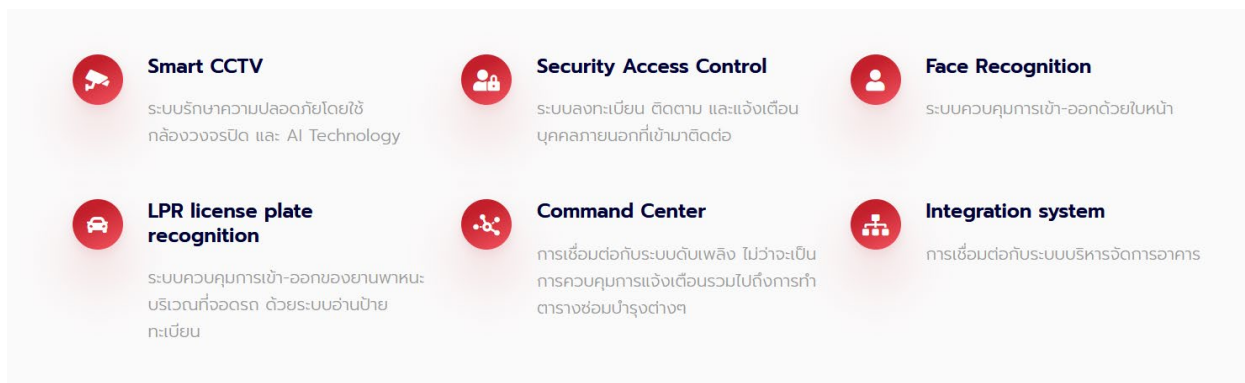 Smart CCTV
ระบบรักษาความปลอดภัยโดยใช้
กล้องวงจรปิด และ AI Technology
Security Access Control
ระบบลงทะเบียน ติดตาม และแจ้งเตือน
บุคคลภายนอกที่เข้ามาติดต่อ
Face Recognition
ระบบควบคุมการเข้า-ออกด้วยใบหน้า
LPR license plate
recognition
ระบบควบคุมการเข้า-ออกของยานพาหนะ
บริเวณที่จอดรถ ด้วยระบบอ่านป้าย
ทะเบียน
Command Center
การเชื่อมต่อกับระบบดับเพลิง ไม่ว่าจะเป็น
การควบคุมการแจ้งเตือนรวมไปถึงการทำ
ตารางซ่อมบำรุงต่างๆ
Integration system
การเชื่อมต่อกับระบบบริหารจัดการอาคาร